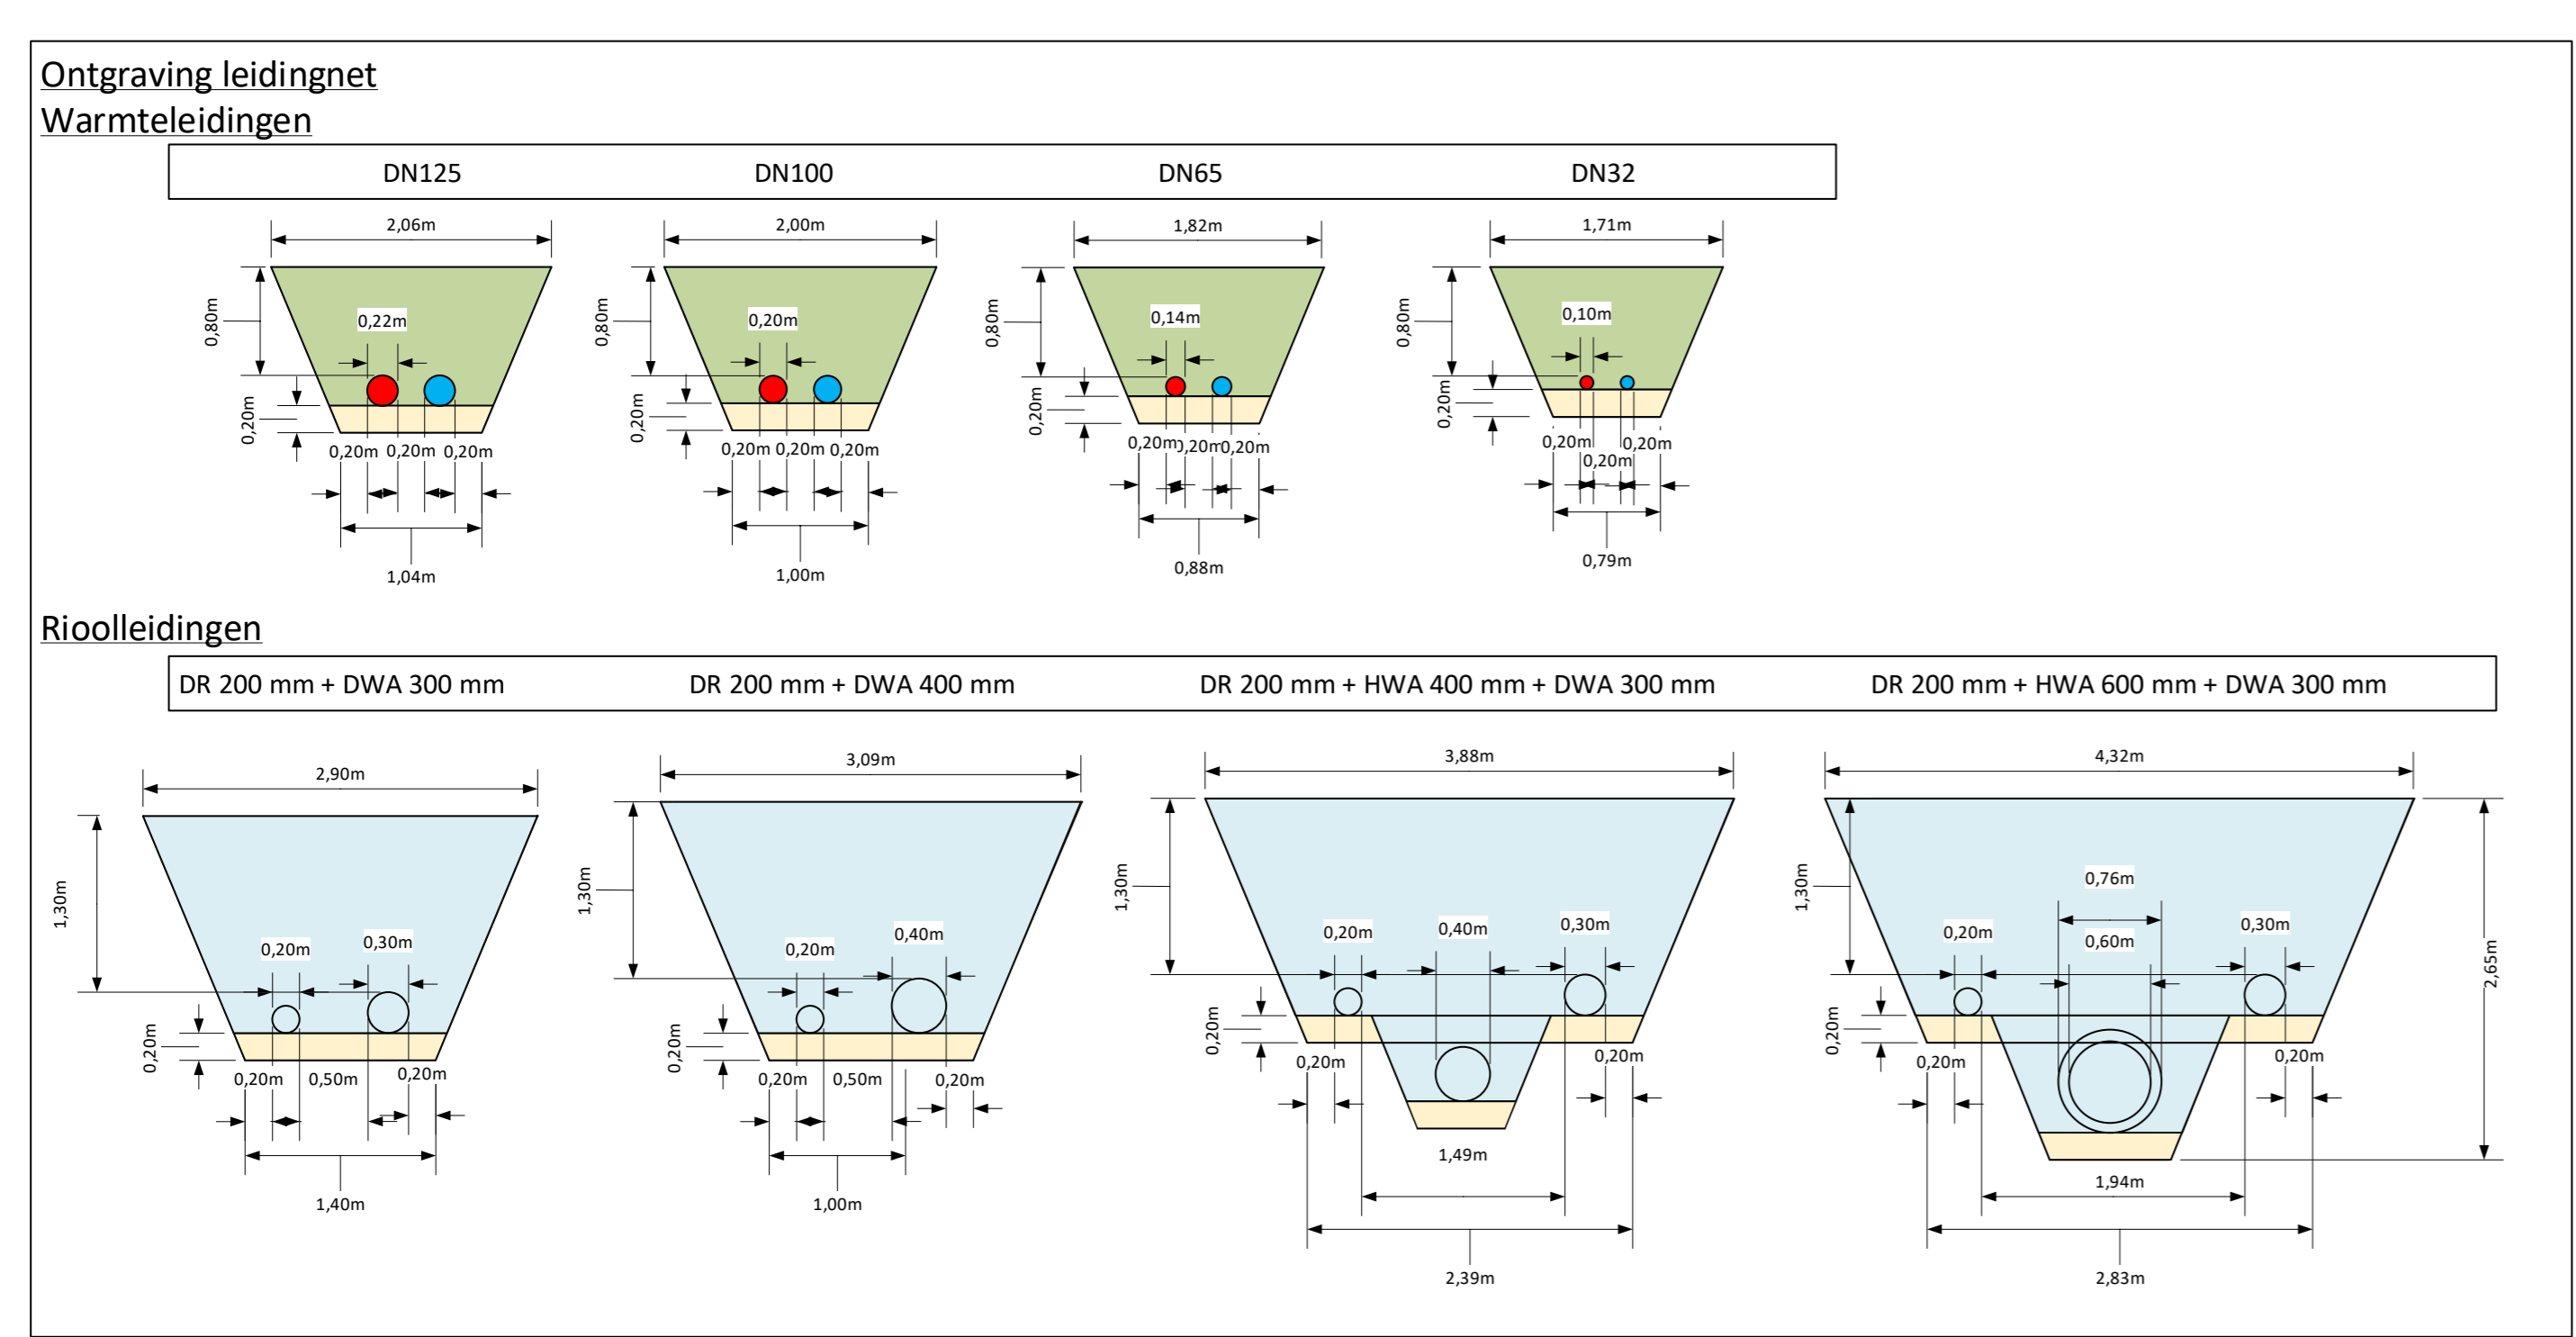 Ontgraving leidingnet
Warmteleidingen
DN125 DN100 DN65 DN32
2,06m 2,00m 1,82m 1,71m
0,80m 0,80m 0,80m 0,80m
0,22m 0,20m 0,14m 0,10m
0,20m 0,20m 0,20m 0,20m
0,20m 0,20m 0,20m 0,20m 0,20m 0,20m 0,20m 0,20m 0,20m 0,20m 0,20m
0,20m
1,04m 1,00m 0,88m 0,79m
Rioolleidingen
DR 200 mm + DWA 300 mm DR 200 mm + DWA 400 mm DR 200 mm + HWA 400 mm + DWA 300 mm DR 200 mm + HWA 600 mm + DWA 300 mm
2,90m 3,09m 3,88m 4,32m
1,30m 1,30m 1,30m 1,30m
0,76m
0,20m 0,30m 0,20m 0,40m 0,20m 0,40m 0,30m 0,20m 0,60m 0,30m
2,65m
0,20m 0,20m 0,20m 0,20m
0,20m 0,50m 0,20m 0,20m 0,50m 0,20m 0,20m 0,20m 0,20m 0,20m
1,49m 1,94m
1,40m 1,00m
2,39m 2,83m